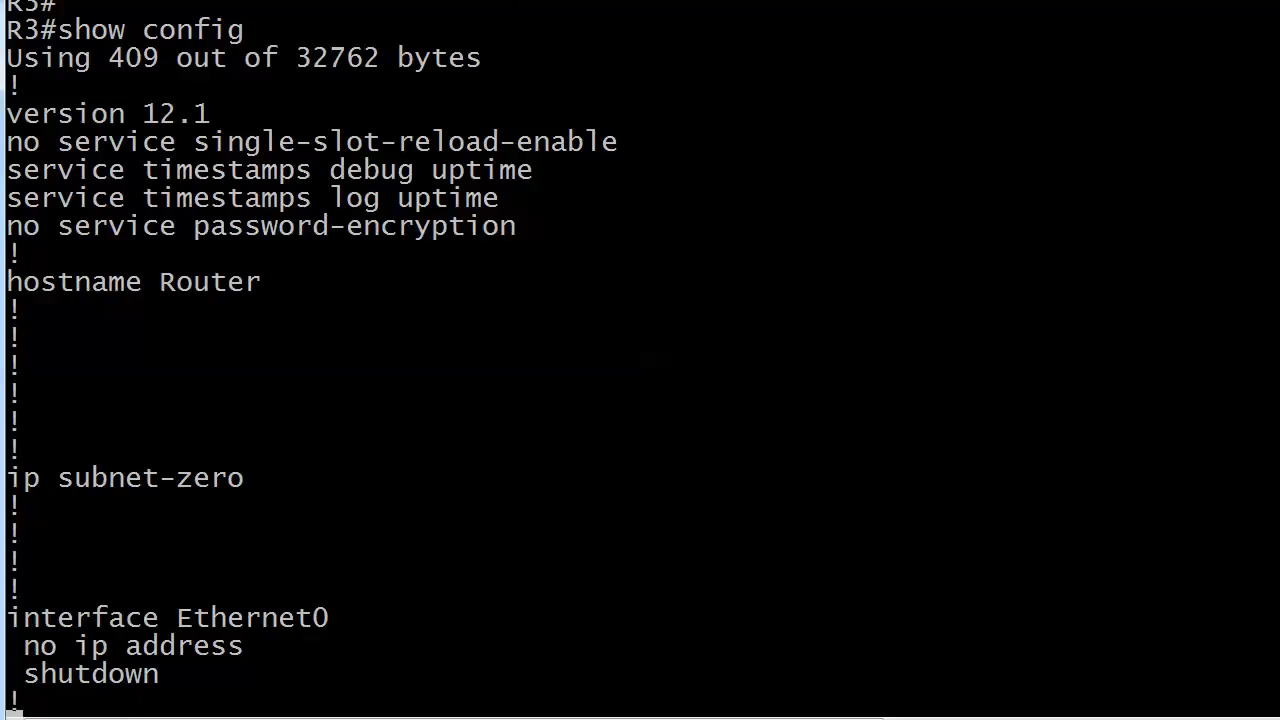 R3#
R3#show config
Using 409 out of 32762 bytes
!
version 12.1
no service single-slot-reload-enable
service timestamps debug uptime
service timestamps log uptime
no service password-encryption
!
hostname Router
!
!
!
!
!
!
ip subnet-zero
!
!
!
!
interface Ethernet0
 no ip address
 shutdown
!